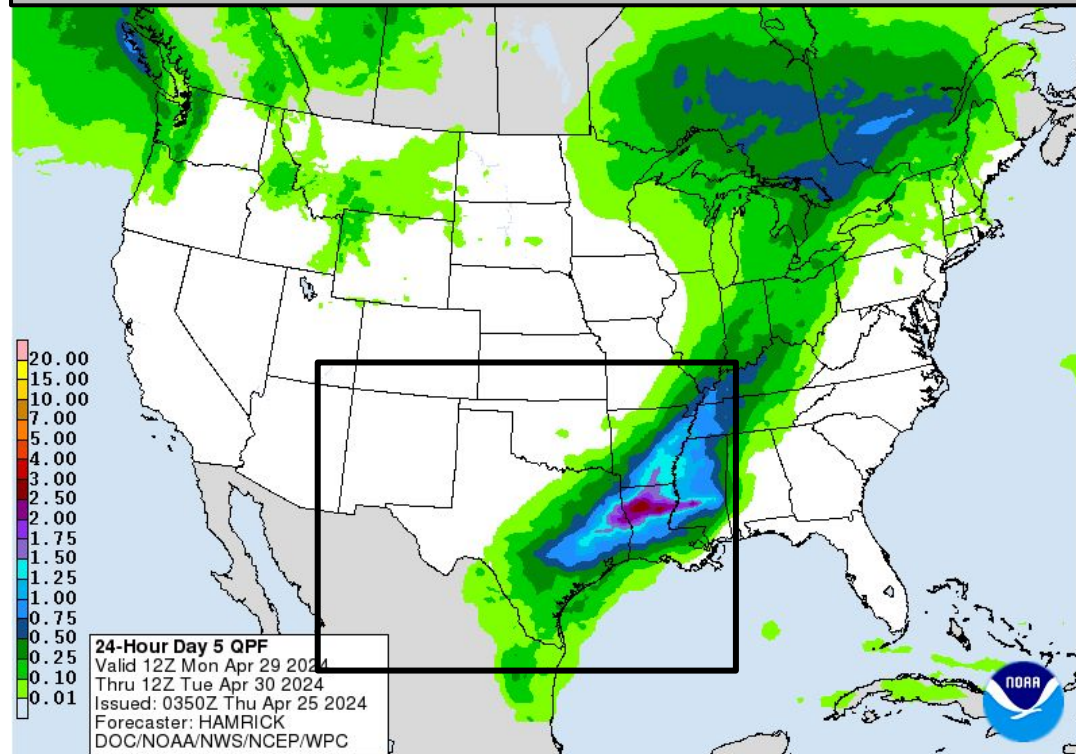 20.00
15.00
10.00
7.00
5.00
4.00
3.00
2.50
2.00
1.75
1.50
1.25
1.00
0.75
0.50
0.25
0.10
0.01
24-Hour Day 5 QPF
Valid 12Z Mon Apr 29 2024
Thru 12Z Tue Apr 30 2024
Issued: 0350Z Thu Apr 25 2024
Forecaster: HAMRICK
DOC/NOAA/NWS/NCEP/WPC
NOAA